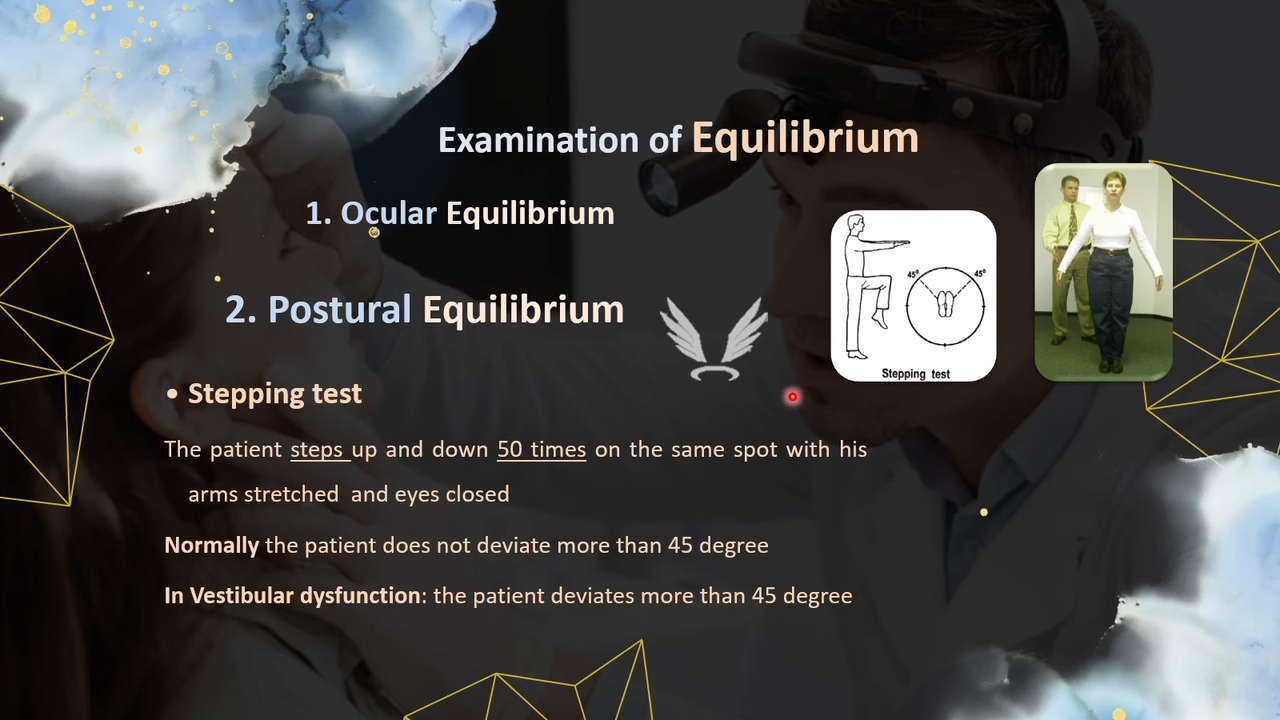 Examination of Equilibrium
1. Ocular Equilibrium
2. Postural Equilibrium
45⁰ 45⁰
Stepping test
• Stepping test
The patient steps up and down 50 times on the same spot with his
arms stretched and eyes closed
Normally the patient does not deviate more than 45 degree
In Vestibular dysfunction: the patient deviates more than 45 degree